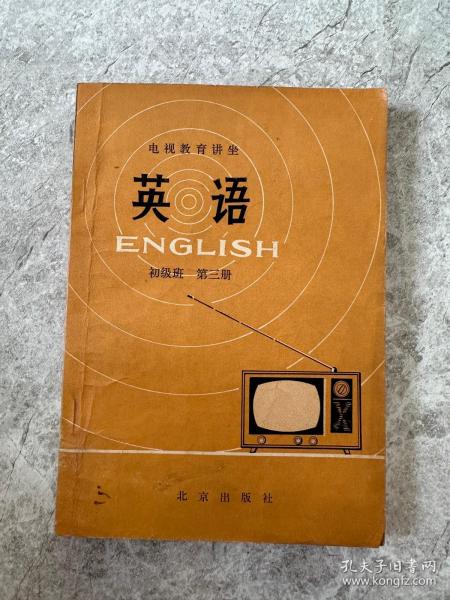 电视教育讲坐
英语
ENGLISH
初级班 第三册
北京出版社
孔夫子旧书网
www.kongfz.com